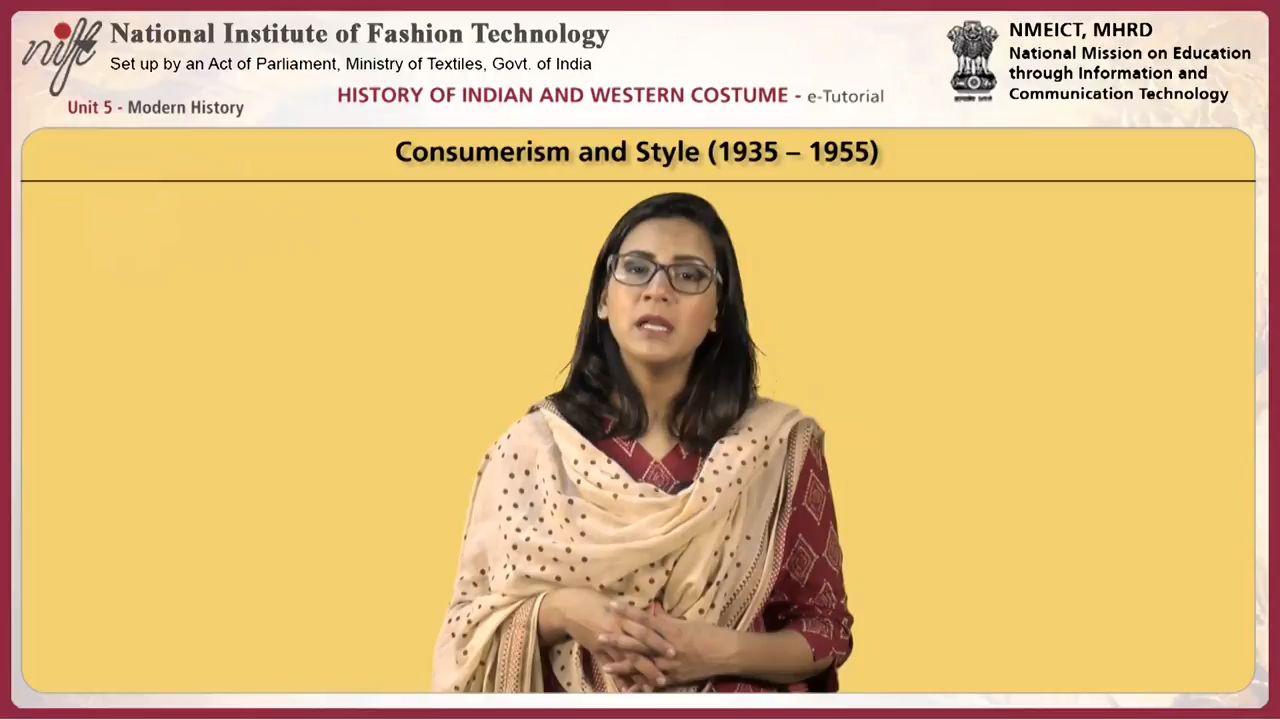 nift
National Institute of Fashion Technology
Set up by an Act of Parliament, Ministry of Textiles, Govt. of India
NMEICT, MHRD
National Mission on Education
through Information and
Communication Technology
Unit 5 - Modern History
HISTORY OF INDIAN AND WESTERN COSTUME - e-Tutorial
Consumerism and Style (1935 – 1955)